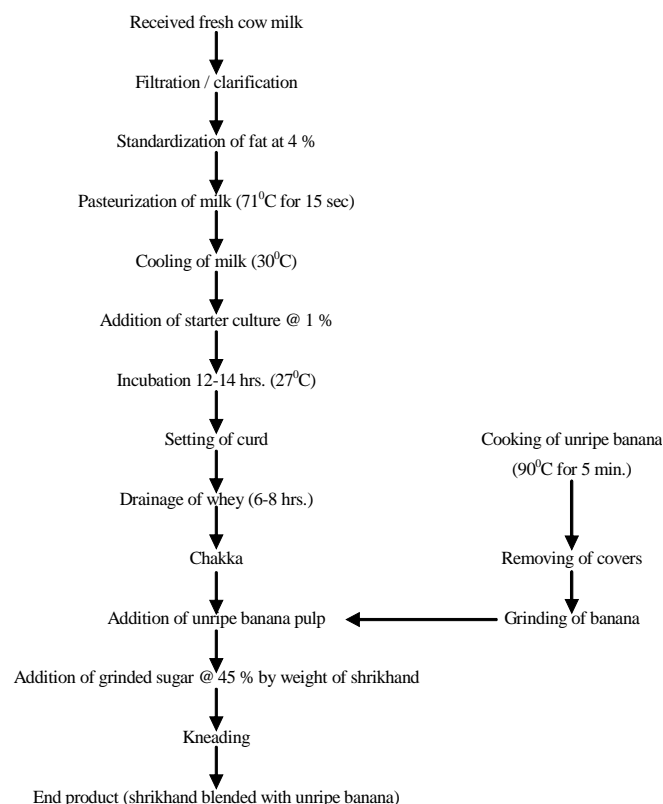 Received fresh cow milk
Filtration / clarification
Standardization of fat at 4 %
Pasteurization of milk (71⁰C for 15 sec)
Cooling of milk (30⁰C)
Addition of starter culture @ 1 %
Incubation 12-14 hrs. (27⁰C)
Setting of curd
Drainage of whey (6-8 hrs.)
Chakka
Cooking of unripe banana
(90⁰C for 5 min.)
Removing of covers
Grinding of banana
Addition of unripe banana pulp
Addition of grinded sugar @ 45 % by weight of shrikhand
Kneading
End product (shrikhand blended with unripe banana)